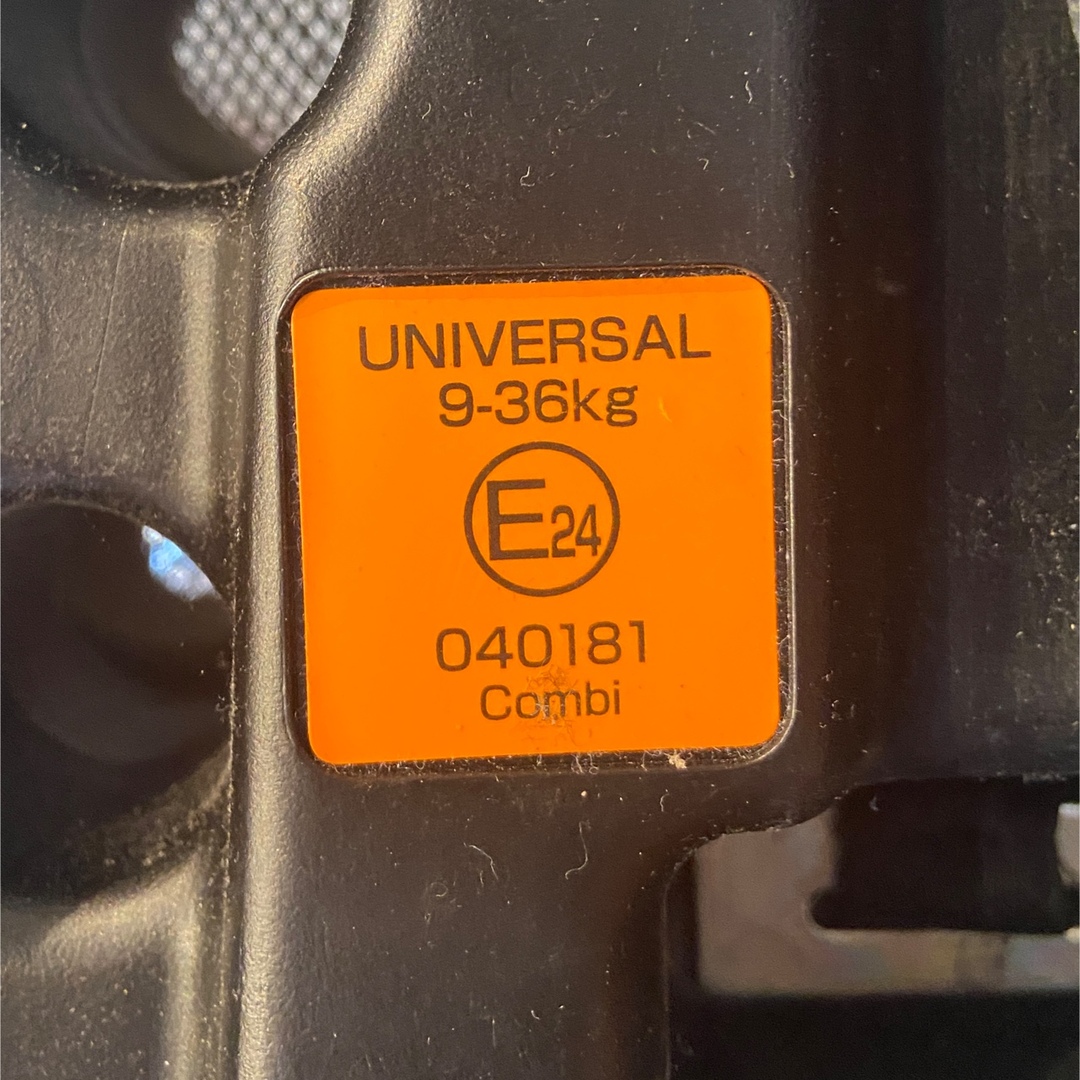 UNIVERSAL
9-36kg
E24
040181
Combi